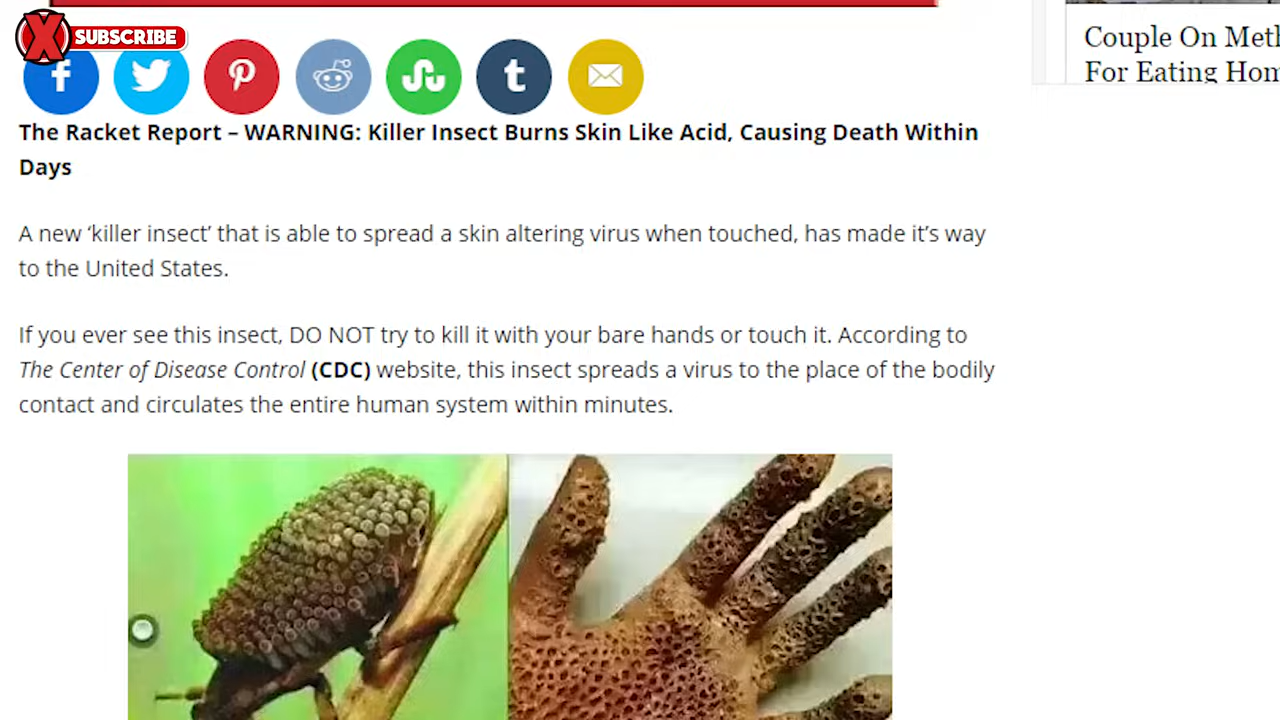 SUBSCRIBE
Couple On Meth
For Eating Hom
The Racket Report – WARNING: Killer Insect Burns Skin Like Acid, Causing Death Within
Days
A new ‘killer insect’ that is able to spread a skin altering virus when touched, has made it’s way
to the United States.
If you ever see this insect, DO NOT try to kill it with your bare hands or touch it. According to
The Center of Disease Control (CDC) website, this insect spreads a virus to the place of the bodily
contact and circulates the entire human system within minutes.